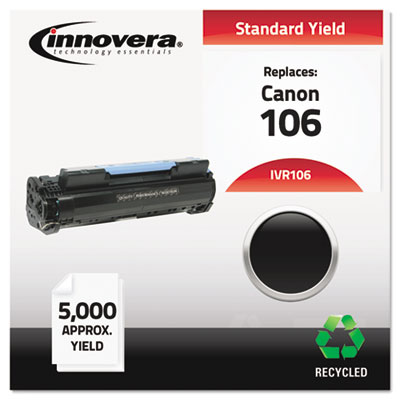 innovera
technology essentials
Standard Yield
Replaces:
Canon
106
IVR106
5,000
APPROX.
YIELD
RECYCLED